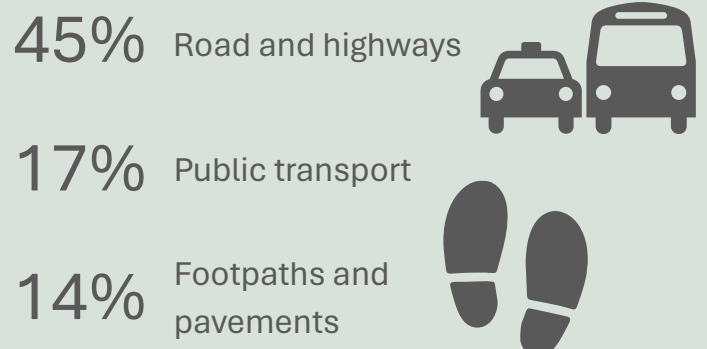 45% Road and highways
17% Public transport
14% Footpaths and
pavements